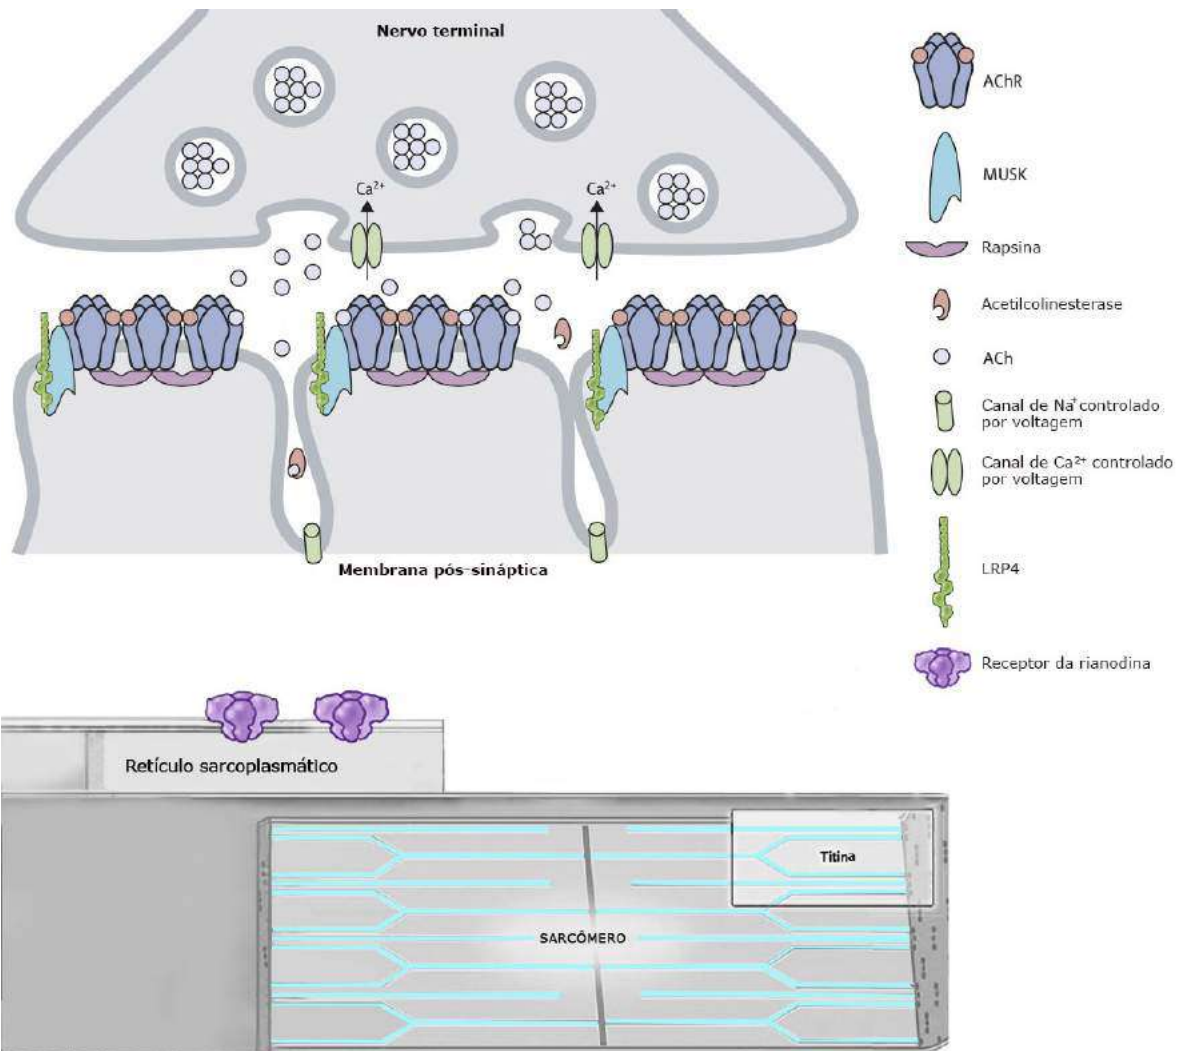 Nervo terminal
Ca²⁺
Ca²⁺
Membrana pós-sináptica
AChR
MUSK
Rapsina
Acetilcolinesterase
ACh
Canal de Na⁺controlado
por voltagem
Canal de Ca²⁺ controlado
por voltagem
LRP4
Receptor da rianodina
Retículo sarcoplasmático
Titina
SARCÔMERO